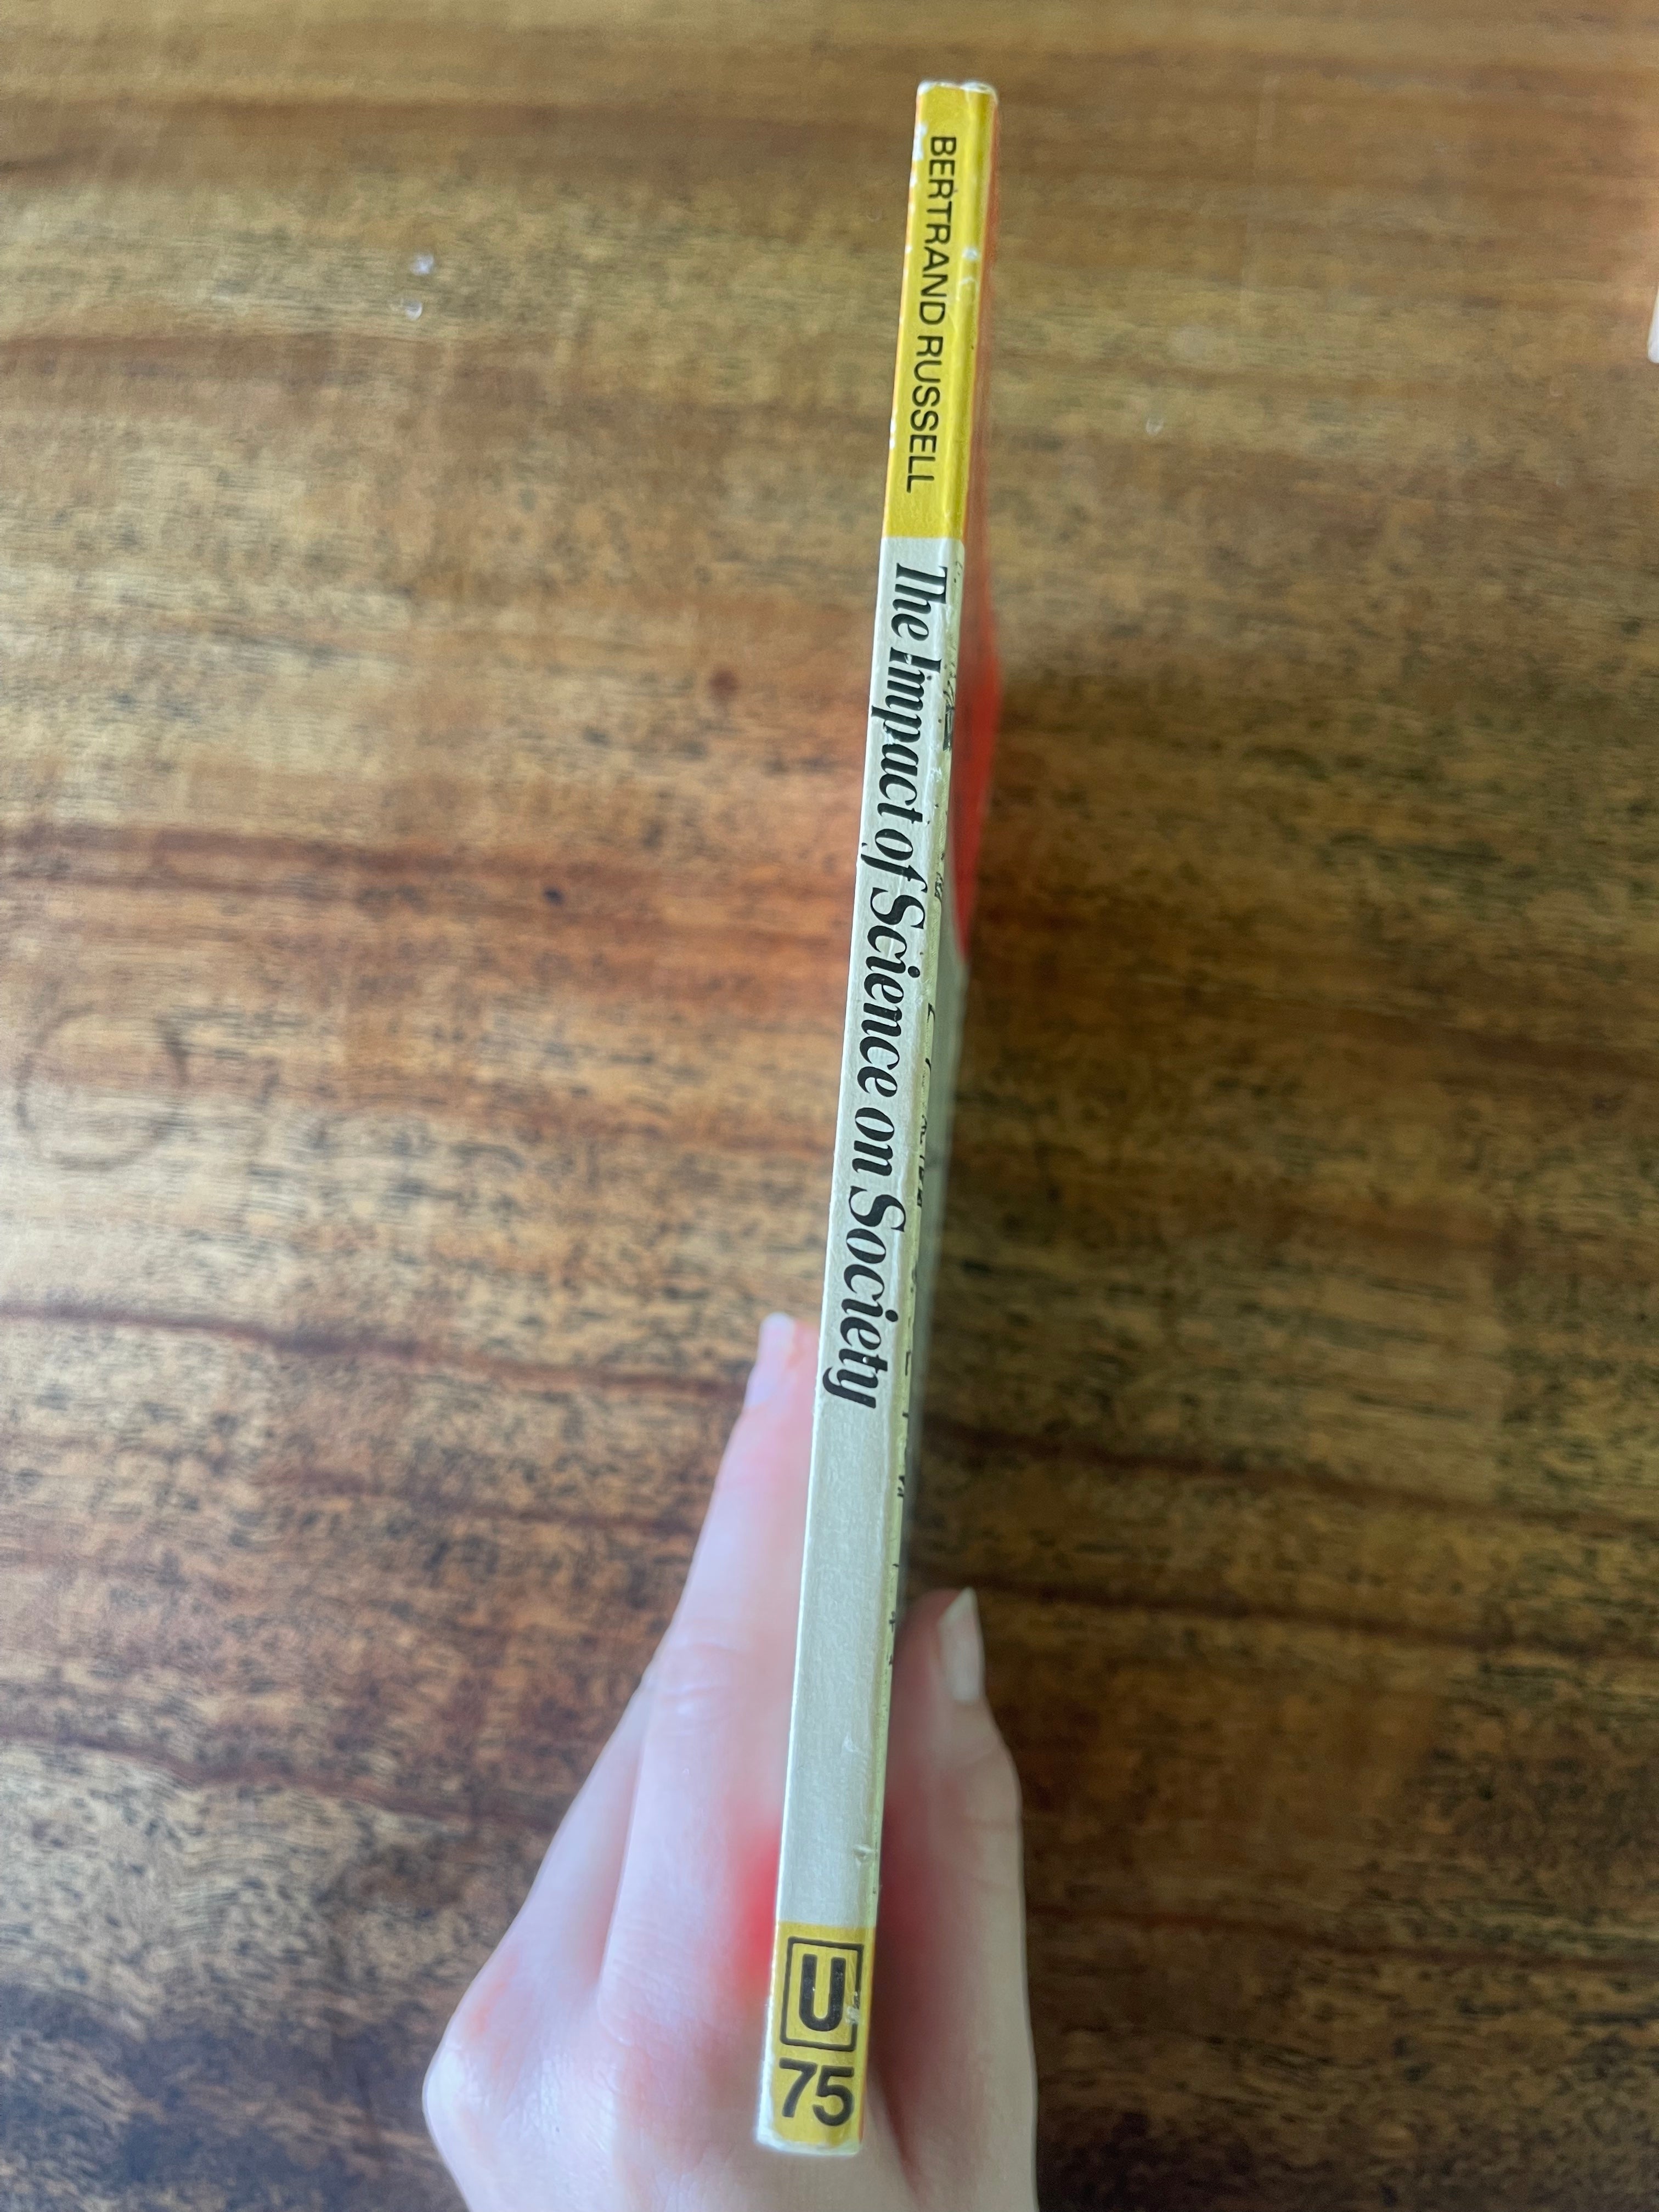 BERTRAND RUSSELL
The Impact of Science on Society
U
75